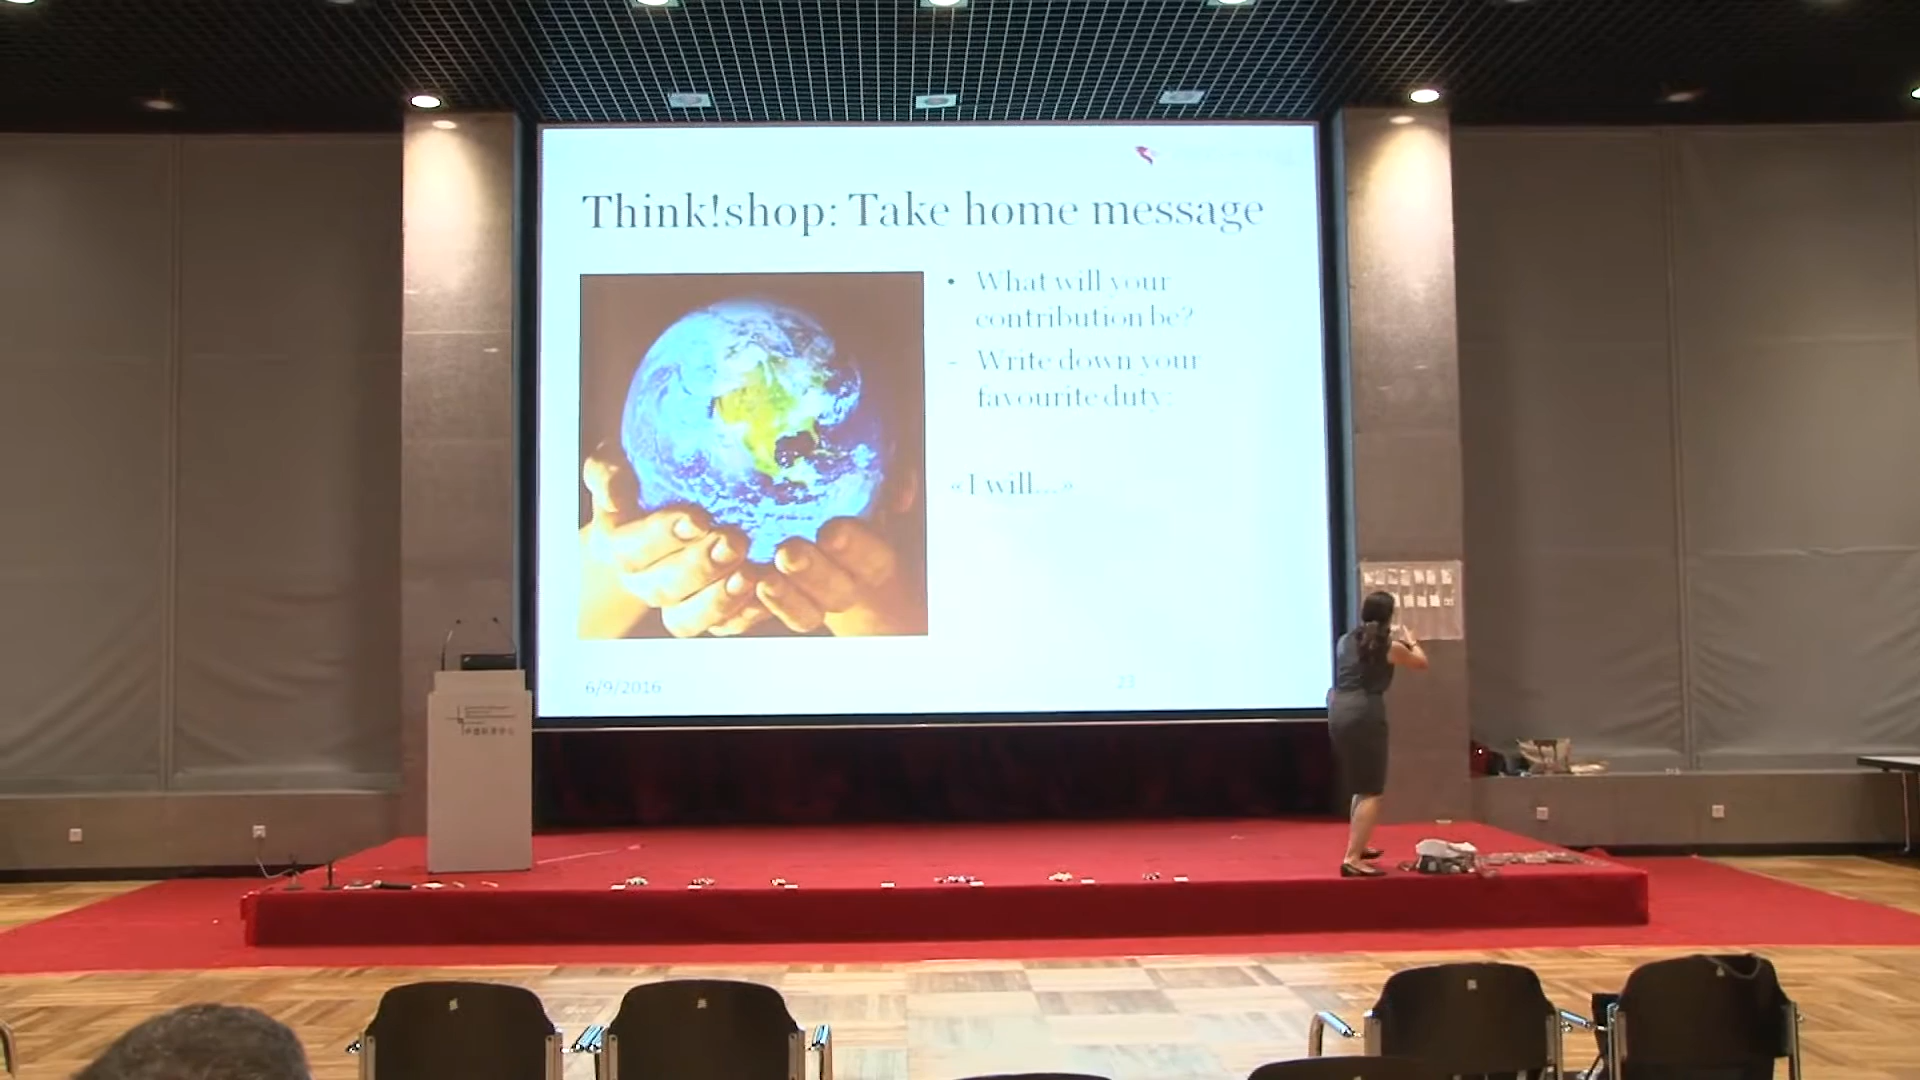 Think!shop: Take home message
• What will your
contribution be?
- Write down your
favourite duty:
«I will...»
6/9/2016
23